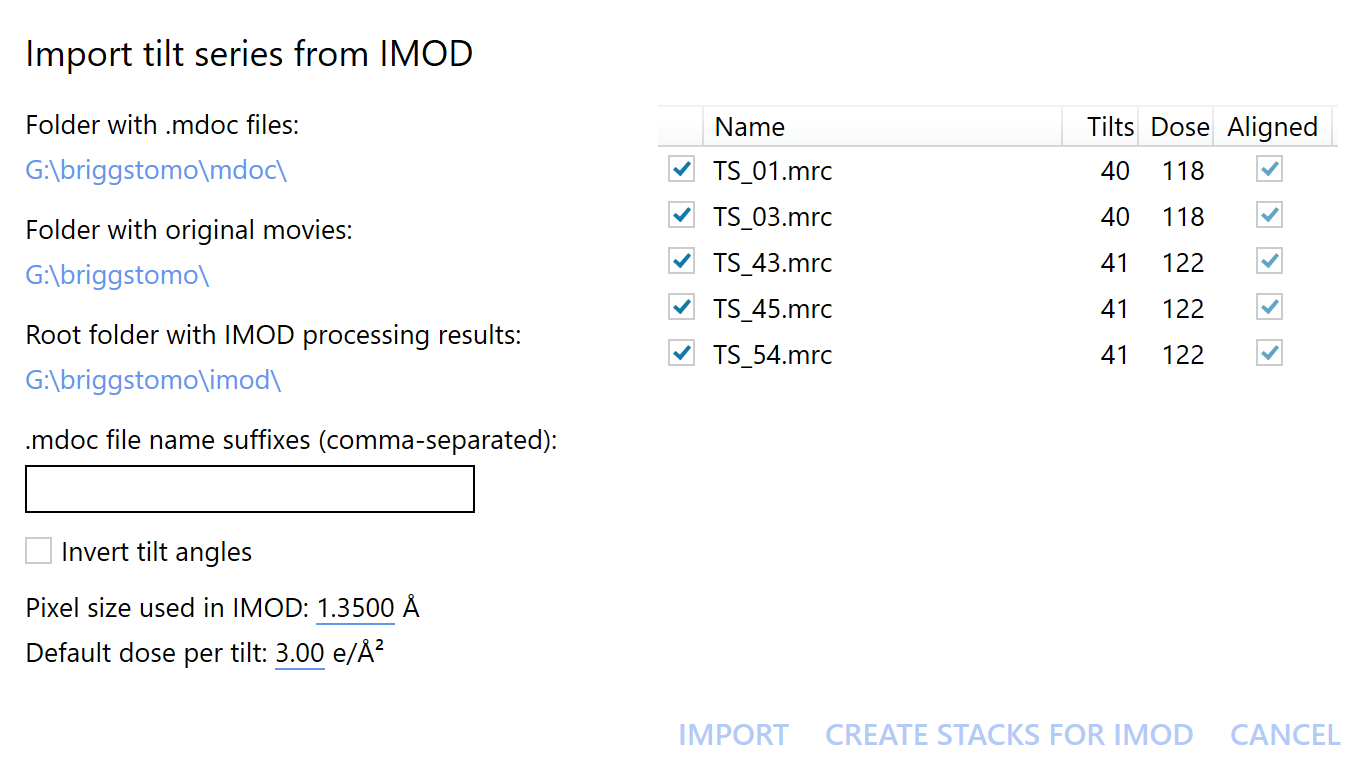 Import tilt series from IMOD
Folder with .mdoc files:
G:\briggstomo\mdoc\
Folder with original movies:
G:\briggstomo\
Root folder with IMOD processing results:
G:\briggstomo\imod\
.mdoc file name suffixes (comma-separated):
Invert tilt angles
Pixel size used in IMOD: 1.3500 Å
Default dose per tilt: 3.00 e/Å²
Name Tilts Dose Aligned
TS_01.mrc 40 118
TS_03.mrc 40 118
TS_43.mrc 41 122
TS_45.mrc 41 122
TS_54.mrc 41 122
IMPORT CREATE STACKS FOR IMOD CANCEL